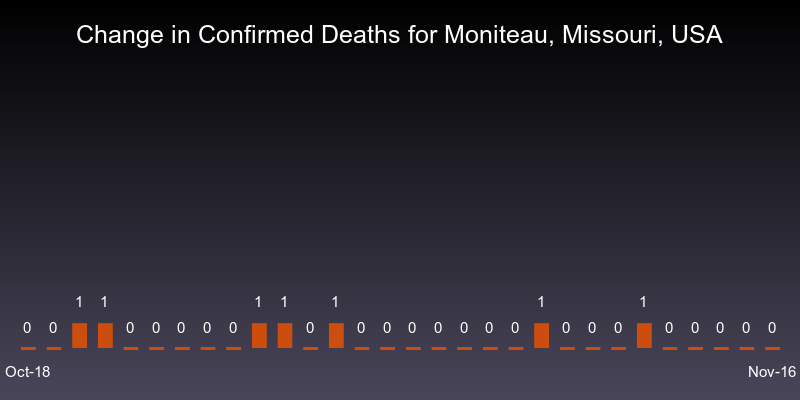 Change in Confirmed Deaths for Moniteau, Missouri, USA
0 0 1 1 0 0 0 0 0 1 1 0 1 0 0 0 0 0 0 0 1 0 0 0 1 0 0 0 0 0
Oct-18 Nov-16